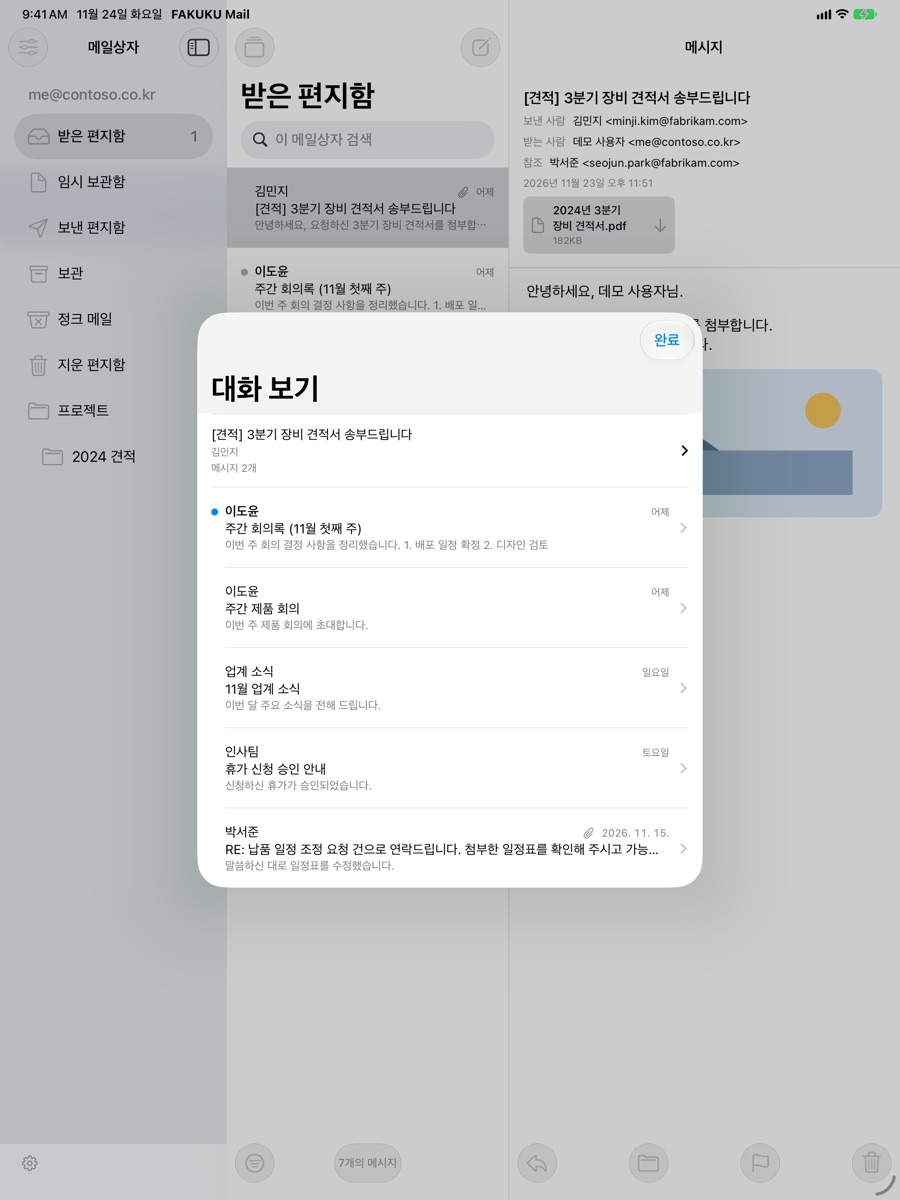 9:41 AM 11월 24일 화요일 FAKUKU Mail
메일상자
me@contoso.co.kr
받은 편지함 1
임시 보관함
보낸 편지함
보관
정크 메일
지운 편지함
프로젝트
2024 견적
받은 편지함
이 메일상자 검색
김민지 어제
[견적] 3분기 장비 견적서 송부드립니다
안녕하세요, 요청하신 3분기 장비 견적서를 첨부합…
이도윤 어제
주간 회의록 (11월 첫째 주)
이번 주 회의 결정 사항을 정리했습니다. 1. 배포 일…
7개의 메시지
메시지
[견적] 3분기 장비 견적서 송부드립니다
보낸 사람 김민지 <minji.kim@fabrikam.com>
받는 사람 데모 사용자 <me@contoso.co.kr>
참조 박서준 <seojun.park@fabrikam.com>
2026년 11월 23일 오후 11:51
2024년 3분기
장비 견적서.pdf
182KB
안녕하세요, 데모 사용자님.
첨부합니다.
완료
대화 보기
[견적] 3분기 장비 견적서 송부드립니다
김민지
메시지 2개
이도윤 어제
주간 회의록 (11월 첫째 주)
이번 주 회의 결정 사항을 정리했습니다. 1. 배포 일정 확정 2. 디자인 검토
이도윤 어제
주간 제품 회의
이번 주 제품 회의에 초대합니다.
업계 소식 일요일
11월 업계 소식
이번 달 주요 소식을 전해 드립니다.
인사팀 토요일
휴가 신청 승인 안내
신청하신 휴가가 승인되었습니다.
박서준 2026. 11. 15.
RE: 납품 일정 조정 요청 건으로 연락드립니다. 첨부한 일정표를 확인해 주시고 가능…
말씀하신 대로 일정표를 수정했습니다.